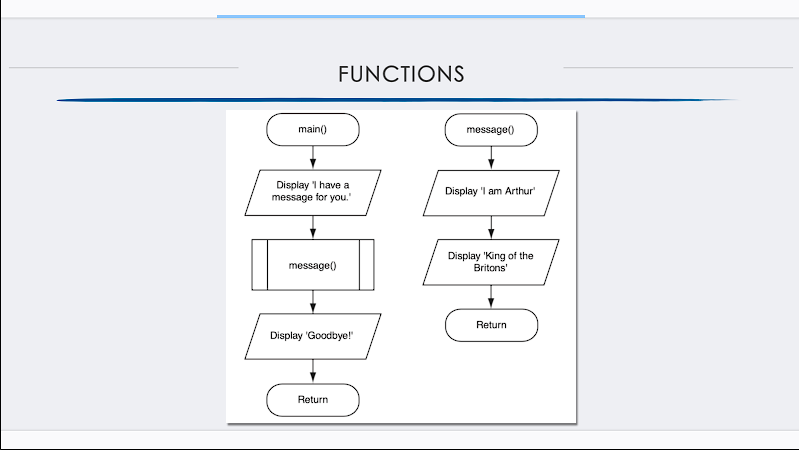 FUNCTIONS
main()
Display 'I have a
message for you.'
message()
Display 'Goodbye!'
Return
message()
Display 'I am Arthur'
Display 'King of the
Britons'
Return